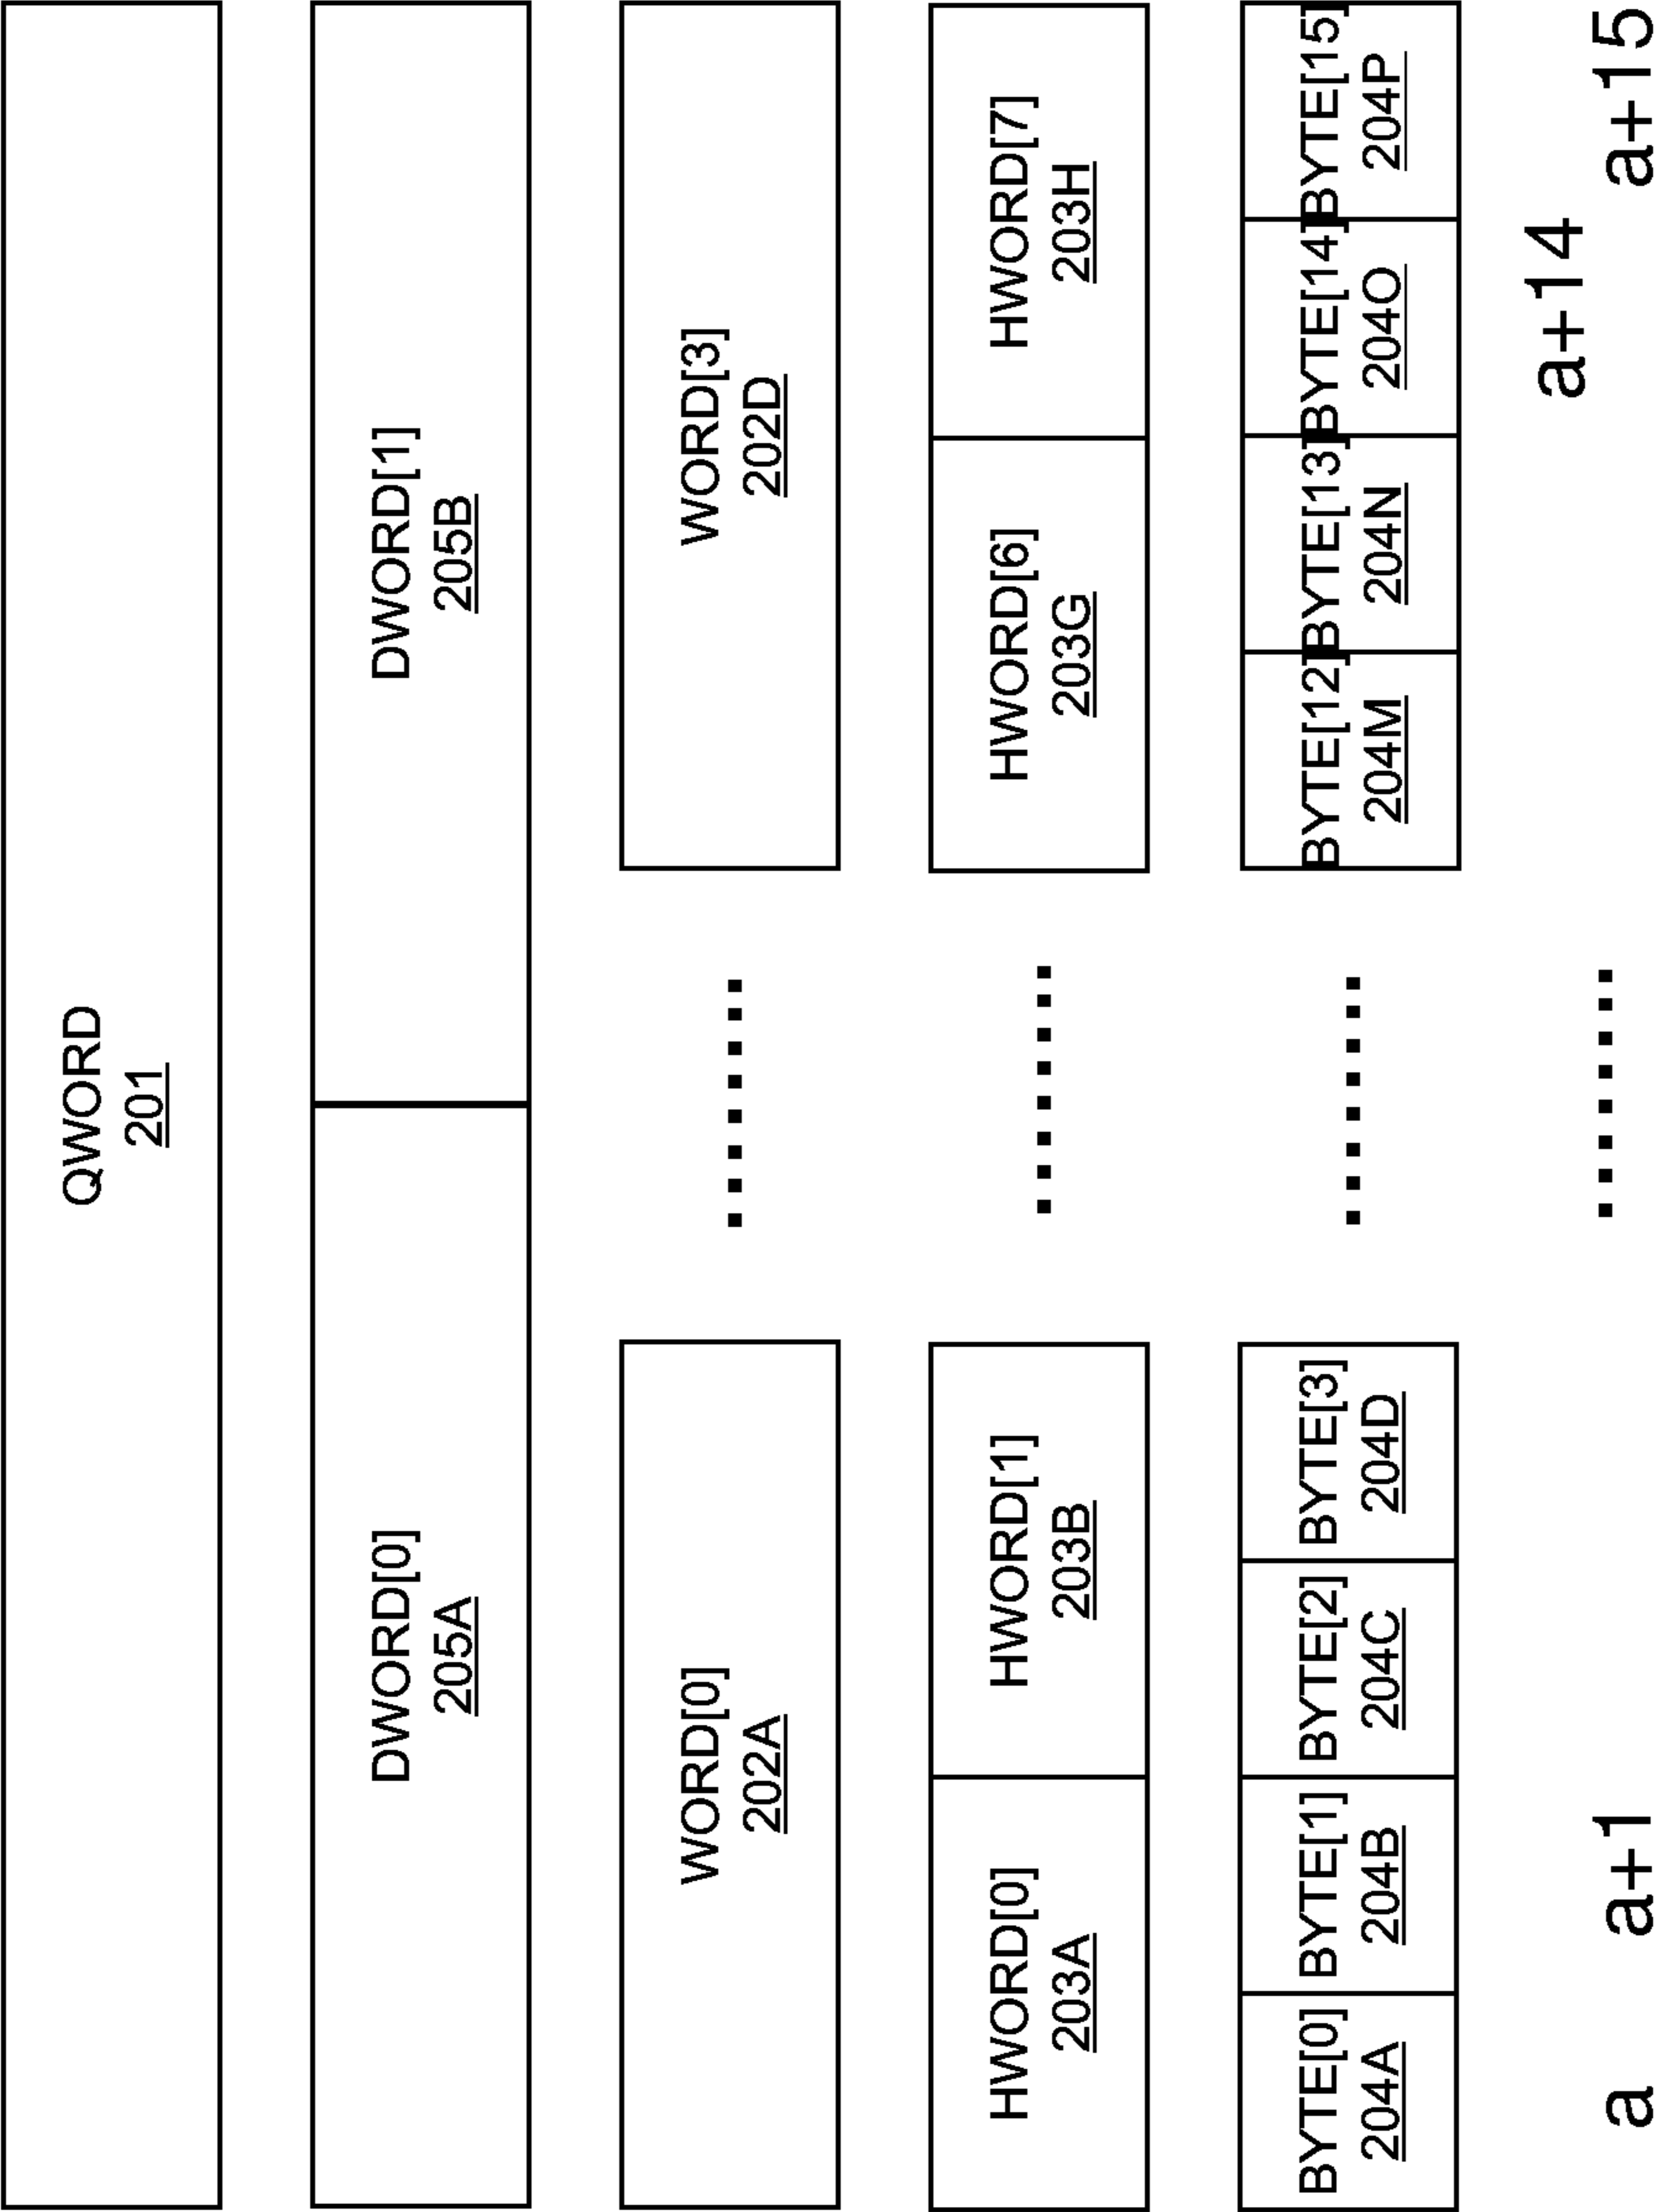 QWORD
201
DWORD[0]
205A
DWORD[1]
205B
WORD[0]
202A
WORD[3]
202D
HWORD[0]
203A
HWORD[1]
203B
HWORD[6]
203G
HWORD[7]
203H
BYTE[0]
204A
BYTE[1]
204B
BYTE[2]
204C
BYTE[3]
204D
BYTE[12]
204M
BYTE[13]
204N
BYTE[14]
204O
BYTE[15]
204P
a
a+1
a+14
a+15